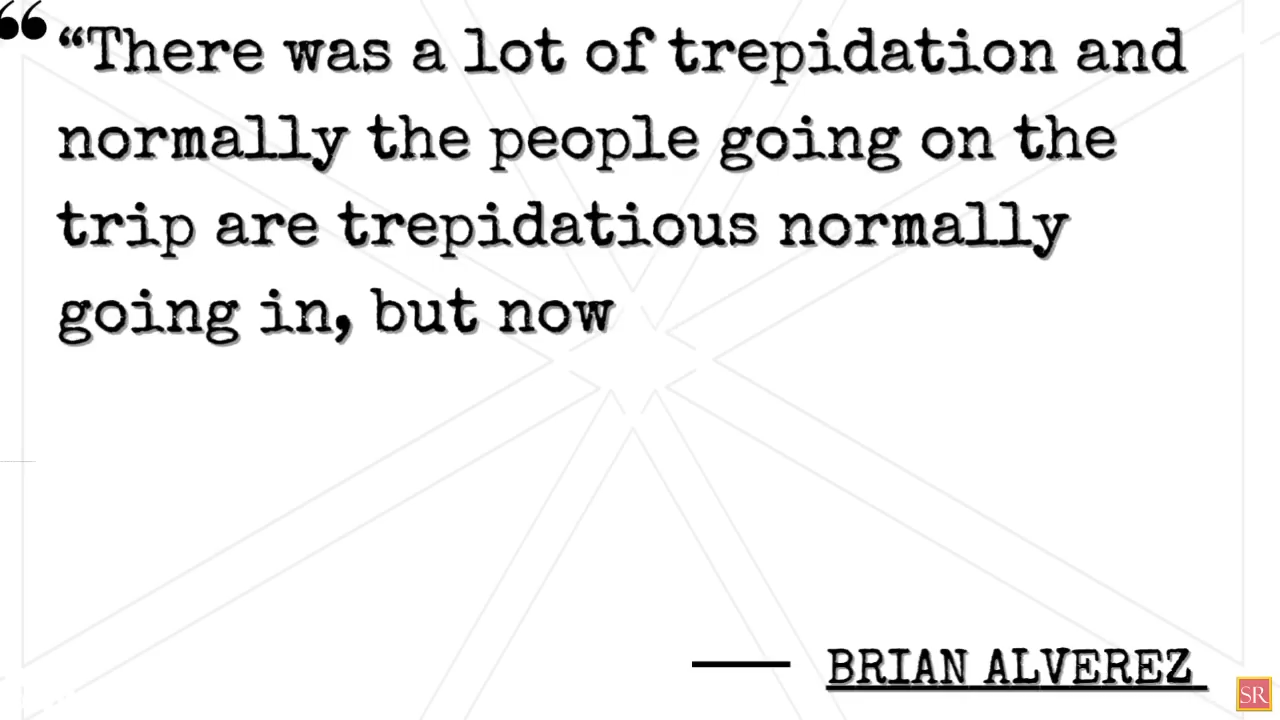 “There was a lot of trepidation and
normally the people going on the
trip are trepidatious normally
going in, but now
BRIAN ALVEREZ
SR